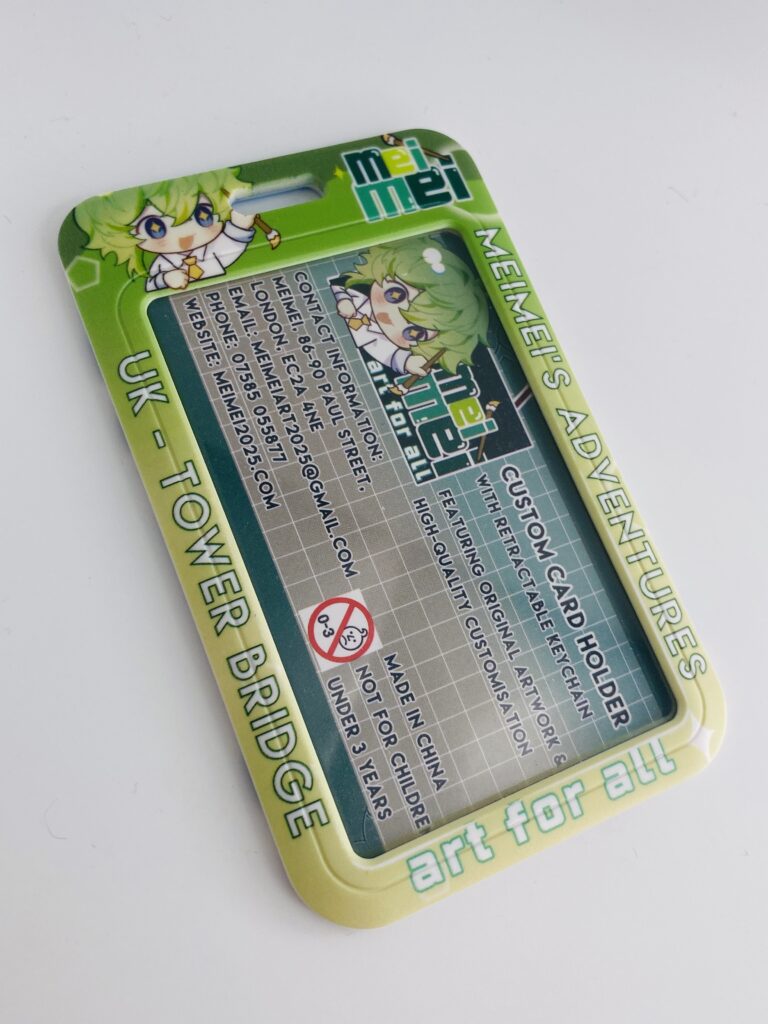 mei
mei
MEIMEI'S ADVENTURES
UK - TOWER BRIDGE
art for all
mei
mei
art for all
CUSTOM CARD HOLDER
WITH RETRACTABLE KEYCHAIN
FEATURING ORIGINAL ARTWORK &
HIGH-QUALITY CUSTOMISATION
CONTACT INFORMATION:
MEIMEI, 86-90 PAUL STREET,
LONDON, EC2A 4NE
EMAIL: MEIMEIART2025@GMAIL.COM
PHONE: 07585 055877
WEBSITE: MEIMEI2025.COM
0-3
MADE IN CHINA
NOT FOR CHILDRE
UNDER 3 YEARS